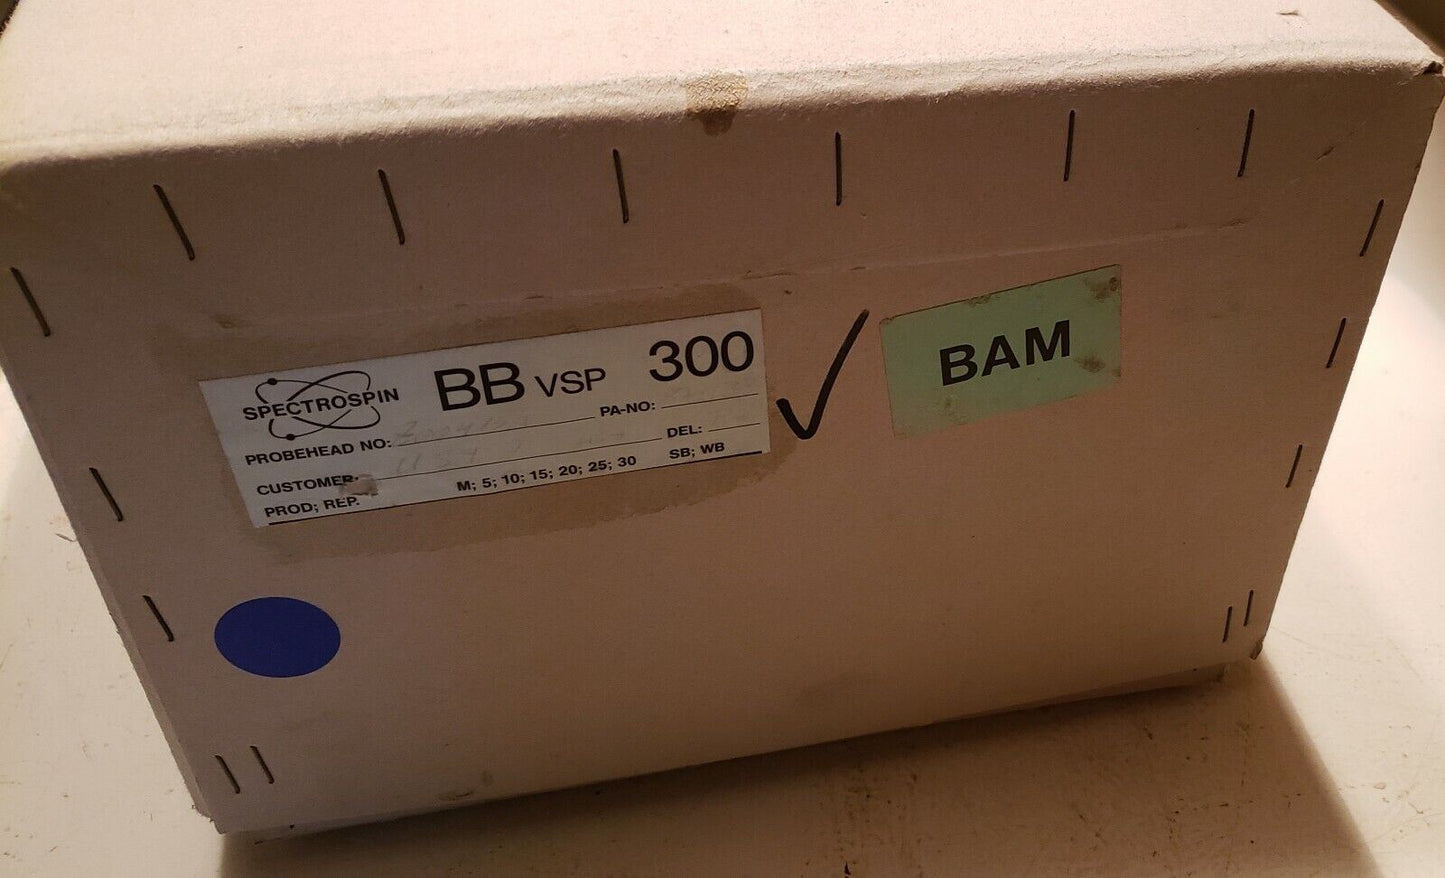 SPECTROSPIN BB VSP 300
PROBEHEAD NO: PA-NO:
CUSTOMER: DEL:
PROD; REP. M; 5; 10; 15; 20; 25; 30 SB; WB
BAM